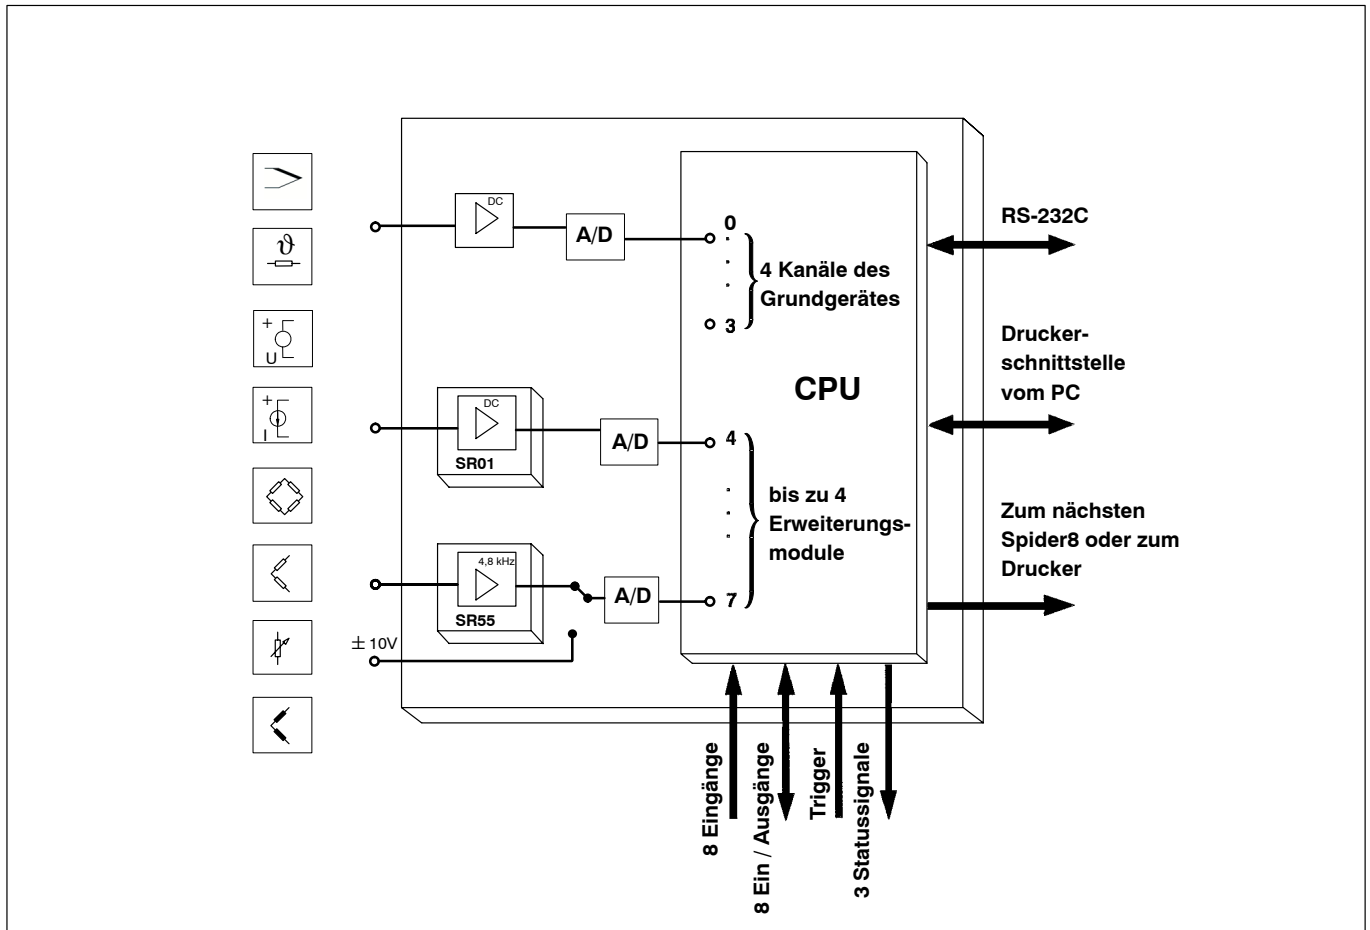 DC
A/D
0
4 Kanäle des
Grundgerätes
3
RS-232C
ϑ
+
U
Drucker-
schnittstelle
vom PC
CPU
+
I
DC
SR01
A/D
4
bis zu 4
Erweiterungs-
module
Zum nächsten
Spider8 oder zum
Drucker
4,8 kHz
SR55
A/D
7
± 10V
8 Eingänge
8 Ein / Ausgänge
Trigger
3 Statussignale